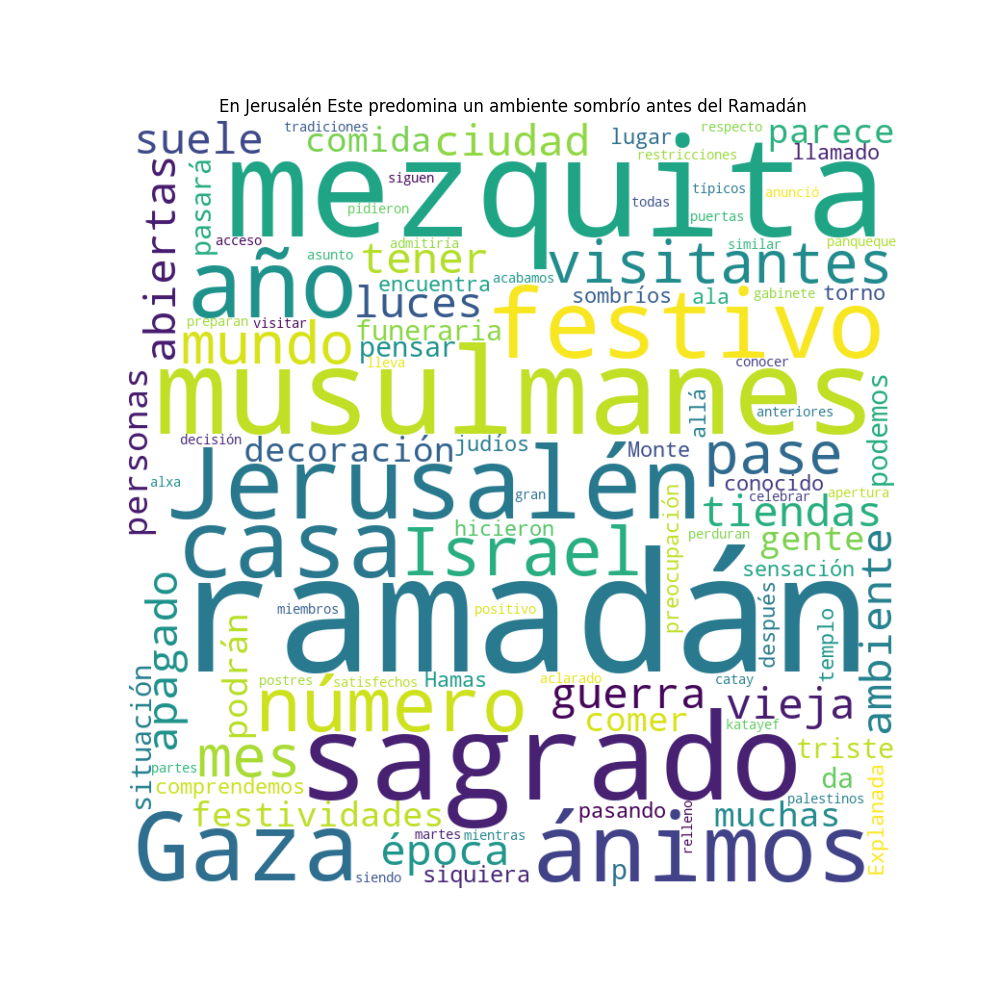 En Jerusalén Este predomina un ambiente sombrío antes del Ramadán
suele
tradiciones
comida
ciudad
lugar
respecto
parece
restricciones
llamado
mezquita
siguen
típicos
anunció
todas
puertas
pidieron
pasará
abiertas
acceso
admitiría
similar
panqueque
asunto
tener
visitantes
año
encuentra
acabamos
luces
sombríos
ala
gabinete
torno
festivo
preparan
visitar
funeraria
mundo
pensar
lleva
conocer
musulmanes
personas
allá
anteriores
podemos
decisión
decoración
judíos
Monte
pase
alxa
Jerusalén
gran
conocido
celebrar
apertura
casa
Israel
hicieron
preocupación
perduran
tiendas
gente
sensación
ambiente
ramadán
miembros
positivo
después
templo
apagado
podrán
situación
postres
satisfechos
Hamas
aclarado
catay
número
guerra
vieja
comer
katayef
sagrado
mes
partes
triste
comprendemos
da
palestinos
festividades
pasando
relleno
muchas
Explanada
Gaza
época
martes
mientras
ánimos
siendo
siquiera
p